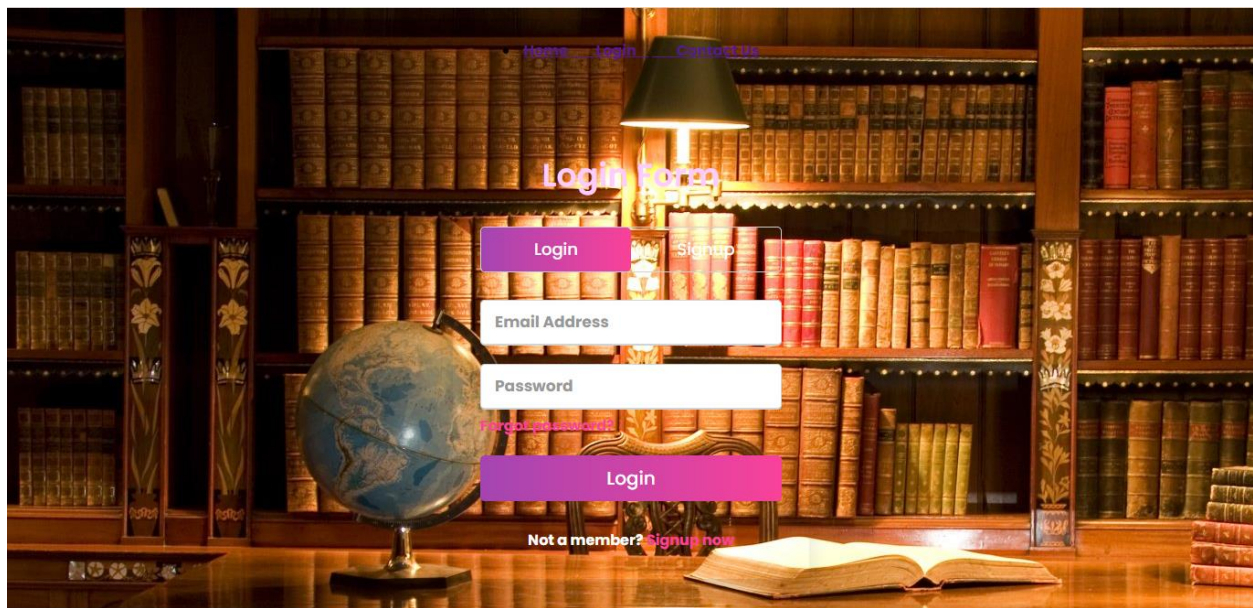 Home Login Contact Us
Login Form
Login Signup
Email Address
Password
Forgot password?
Login
Not a member? Signup now